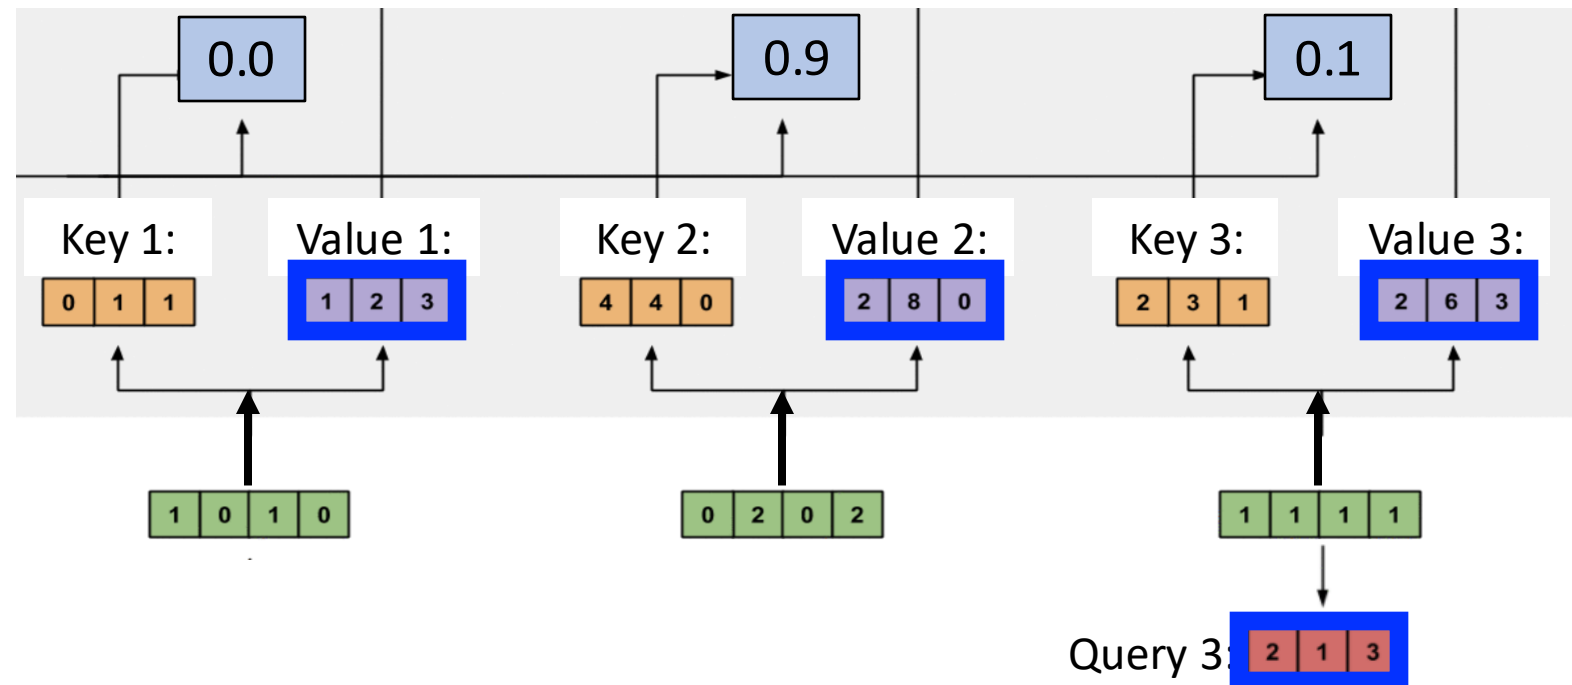 0.0 0.9 0.1
Key 1: Value 1: Key 2: Value 2: Key 3: Value 3:
0 1 1 1 2 3 4 4 0 2 8 0 2 3 1 2 6 3
1 0 1 0 0 2 0 2 1 1 1 1
Query 3: 2 1 3